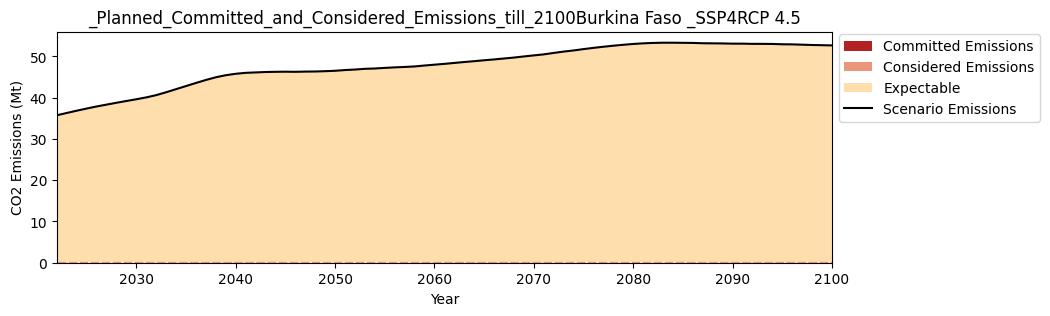 _Planned_Committed_and_Considered_Emissions_till_2100Burkina Faso _SSP4RCP 4.5
Committed Emissions
Considered Emissions
Expectable
Scenario Emissions
CO2 Emissions (Mt)
50
40
30
20
10
0
2030 2040 2050 2060 2070 2080 2090 2100
Year